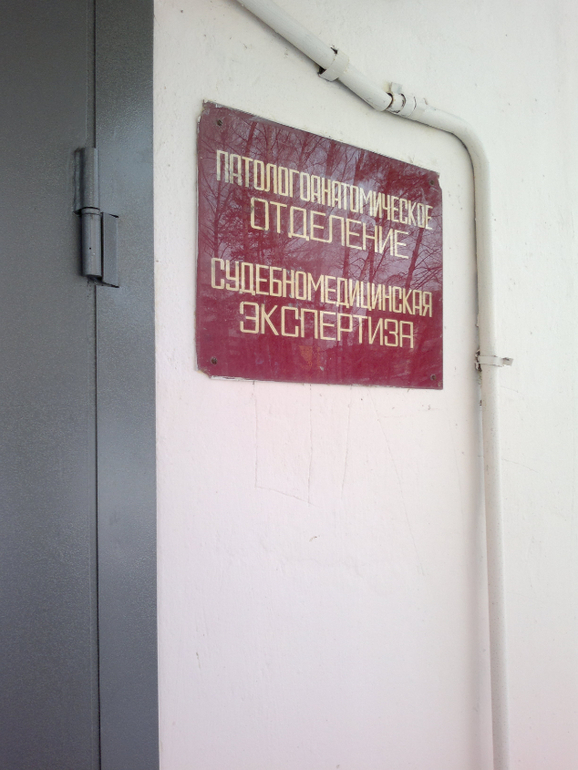 ПАТОЛОГОАНАТОМИЧЕСКОЕ
ОТДЕЛЕНИЕ
СУДЕБНОМЕДИЦИНСКАЯ
ЭКСПЕРТИЗА